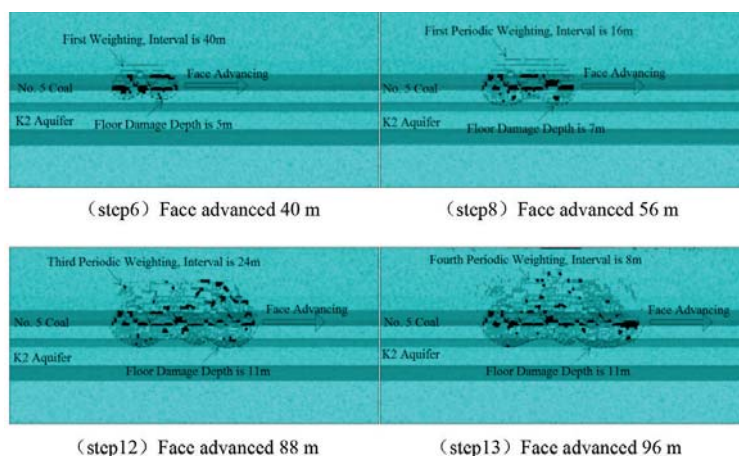 First Weighting, Interval is 40m
Face Advancing
No. 5 Coal
K2 Aquifer
Floor Damage Depth is 5m
（step6）Face advanced 40 m
First Periodic Weighting, Interval is 16m
Face Advancing
No. 5 Coal
K2 Aquifer
Floor Damage Depth is 7m
（step8）Face advanced 56 m
Third Periodic Weighting, Interval is 24m
Face Advancing
No. 5 Coal
K2 Aquifer
Floor Damage Depth is 11m
（step12）Face advanced 88 m
Fourth Periodic Weighting, Interval is 8m
Face Advancing
No. 5 Coal
K2 Aquifer
Floor Damage Depth is 11m
（step13）Face advanced 96 m